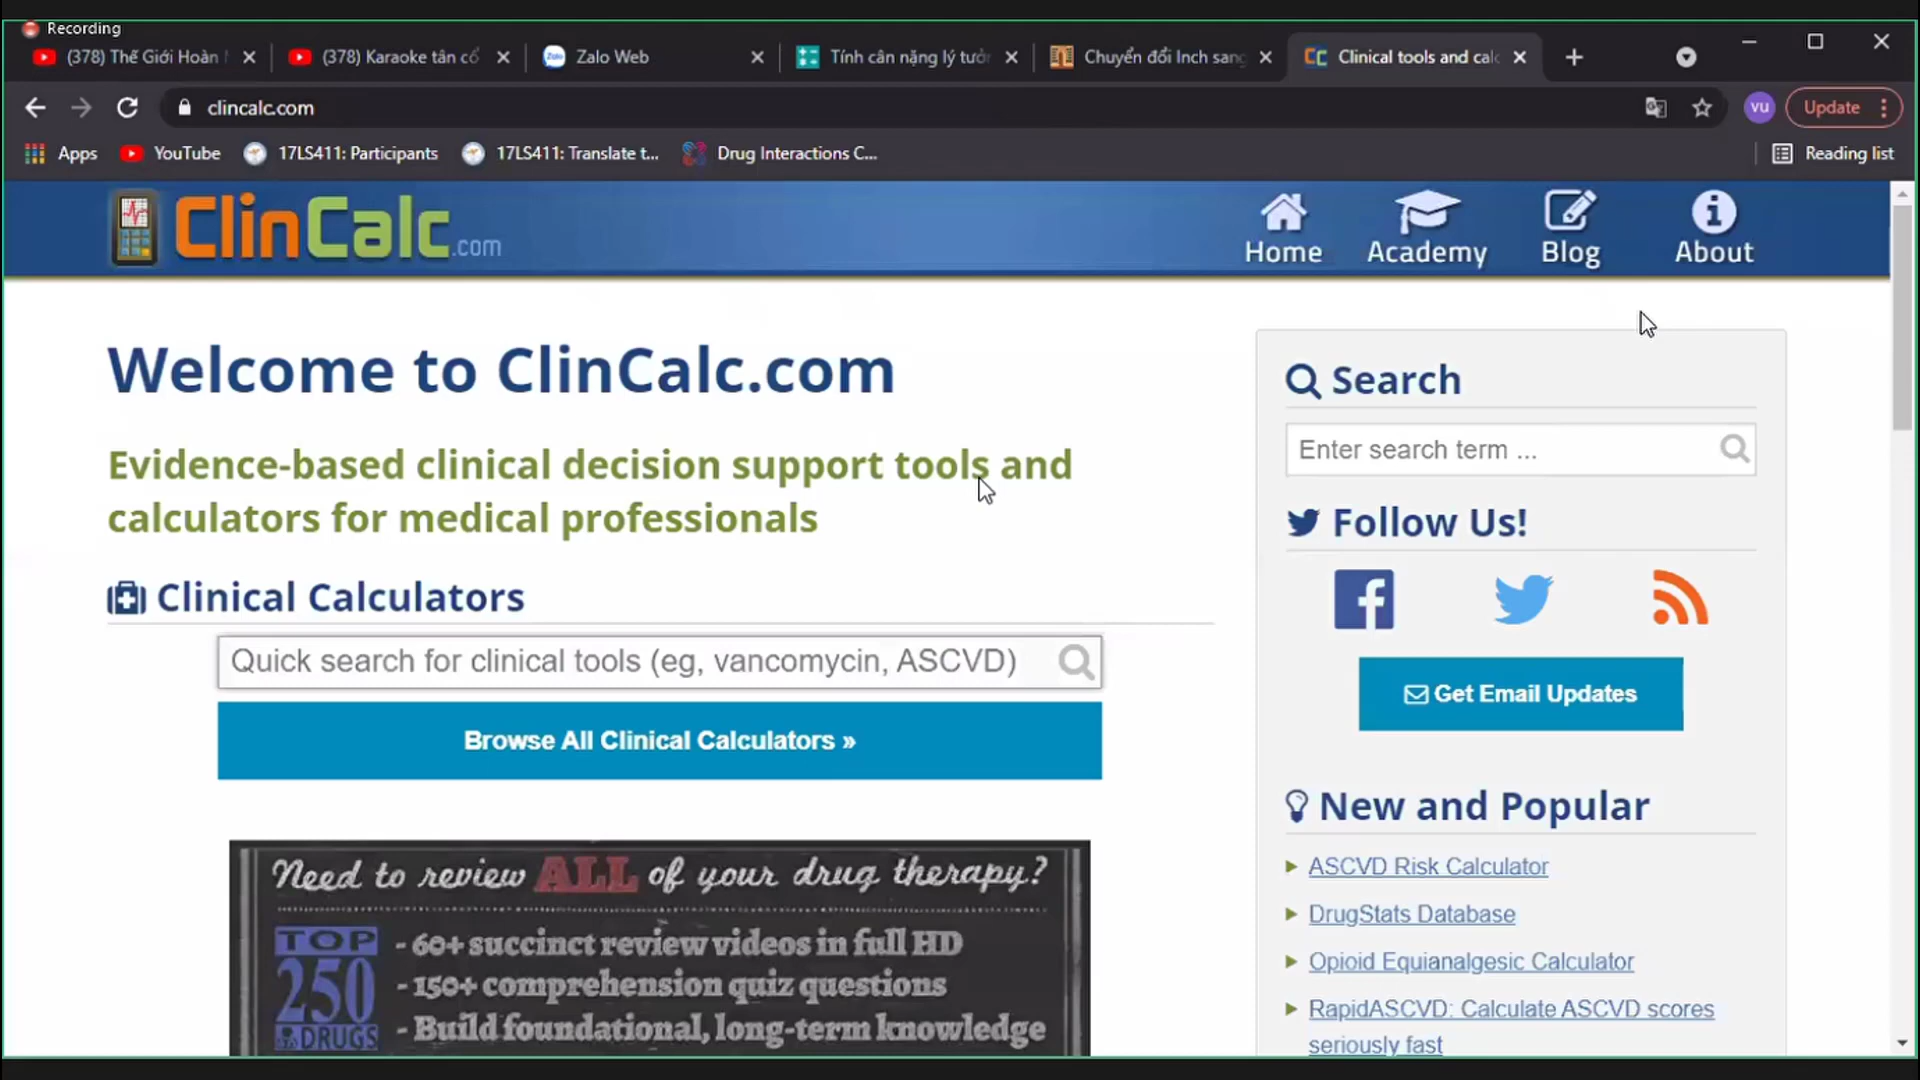 Recording
(378) Thế Giới Hoàn
(378) Karaoke tân cổ
Zalo Web
Tính cân nặng lý tưởn
Chuyển đổi Inch sang
Clinical tools and calc
clincalc.com
vu
Update
Apps
YouTube
17LS411: Participants
17LS411: Translate t...
Drug Interactions C...
Reading list
ClinCalc.com
Home
Academy
Blog
About
Welcome to ClinCalc.com
Evidence-based clinical decision support tools and
calculators for medical professionals
Clinical Calculators
Quick search for clinical tools (eg, vancomycin, ASCVD)
Browse All Clinical Calculators »
Need to review ALL of your drug therapy?
TOP
250
DRUGS
- 60+ succinct review videos in full HD
- 150+ comprehension quiz questions
- Build foundational, long-term knowledge
Search
Enter search term ...
Follow Us!
Get Email Updates
New and Popular
ASCVD Risk Calculator
DrugStats Database
Opioid Equianalgesic Calculator
RapidASCVD: Calculate ASCVD scores
seriously fast